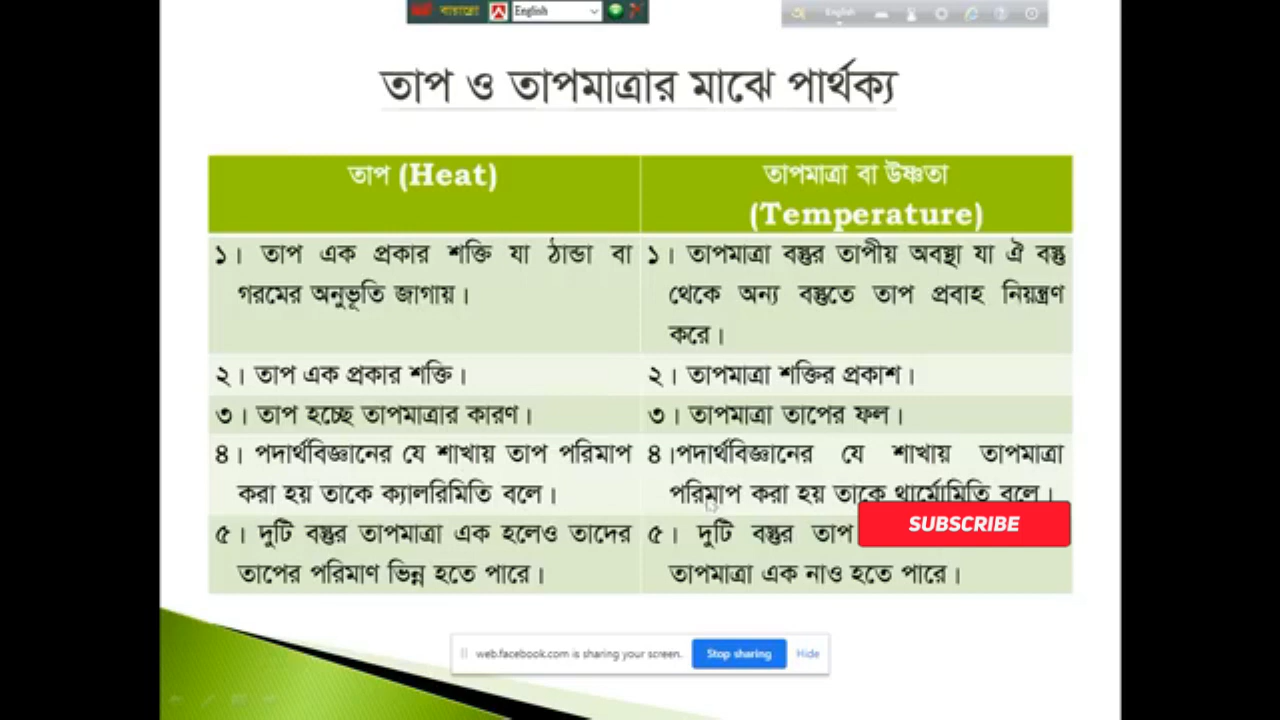 English
English
তাপ ও তাপমাত্রার মাঝে পার্থক্য
তাপ (Heat)
তাপমাত্রা বা উষ্ণতা
(Temperature)
১। তাপ এক প্রকার শক্তি যা ঠান্ডা বা
গরমের অনুভূতি জাগায়।
১। তাপমাত্রা বস্তুর তাপীয় অবস্থা যা ঐ বস্তু
থেকে অন্য বস্তুতে তাপ প্রবাহ নিয়ন্ত্রণ
করে।
২। তাপ এক প্রকার শক্তি।
২। তাপমাত্রা শক্তির প্রকাশ।
৩। তাপ হচ্ছে তাপমাত্রার কারণ।
৩। তাপমাত্রা তাপের ফল।
৪। পদার্থবিজ্ঞানের যে শাখায় তাপ পরিমাপ
করা হয় তাকে ক্যালরিমিতি বলে।
৪।পদার্থবিজ্ঞানের যে শাখায় তাপমাত্রা
পরিমাপ করা হয় তাকে থার্মোমিতি বলে।
৫। দুটি বস্তুর তাপমাত্রা এক হলেও তাদের
তাপের পরিমাণ ভিন্ন হতে পারে।
৫। দুটি বস্তুর তাপ
তাপমাত্রা এক নাও হতে পারে।
SUBSCRIBE
web.facebook.com is sharing your screen.
Stop sharing
Hide